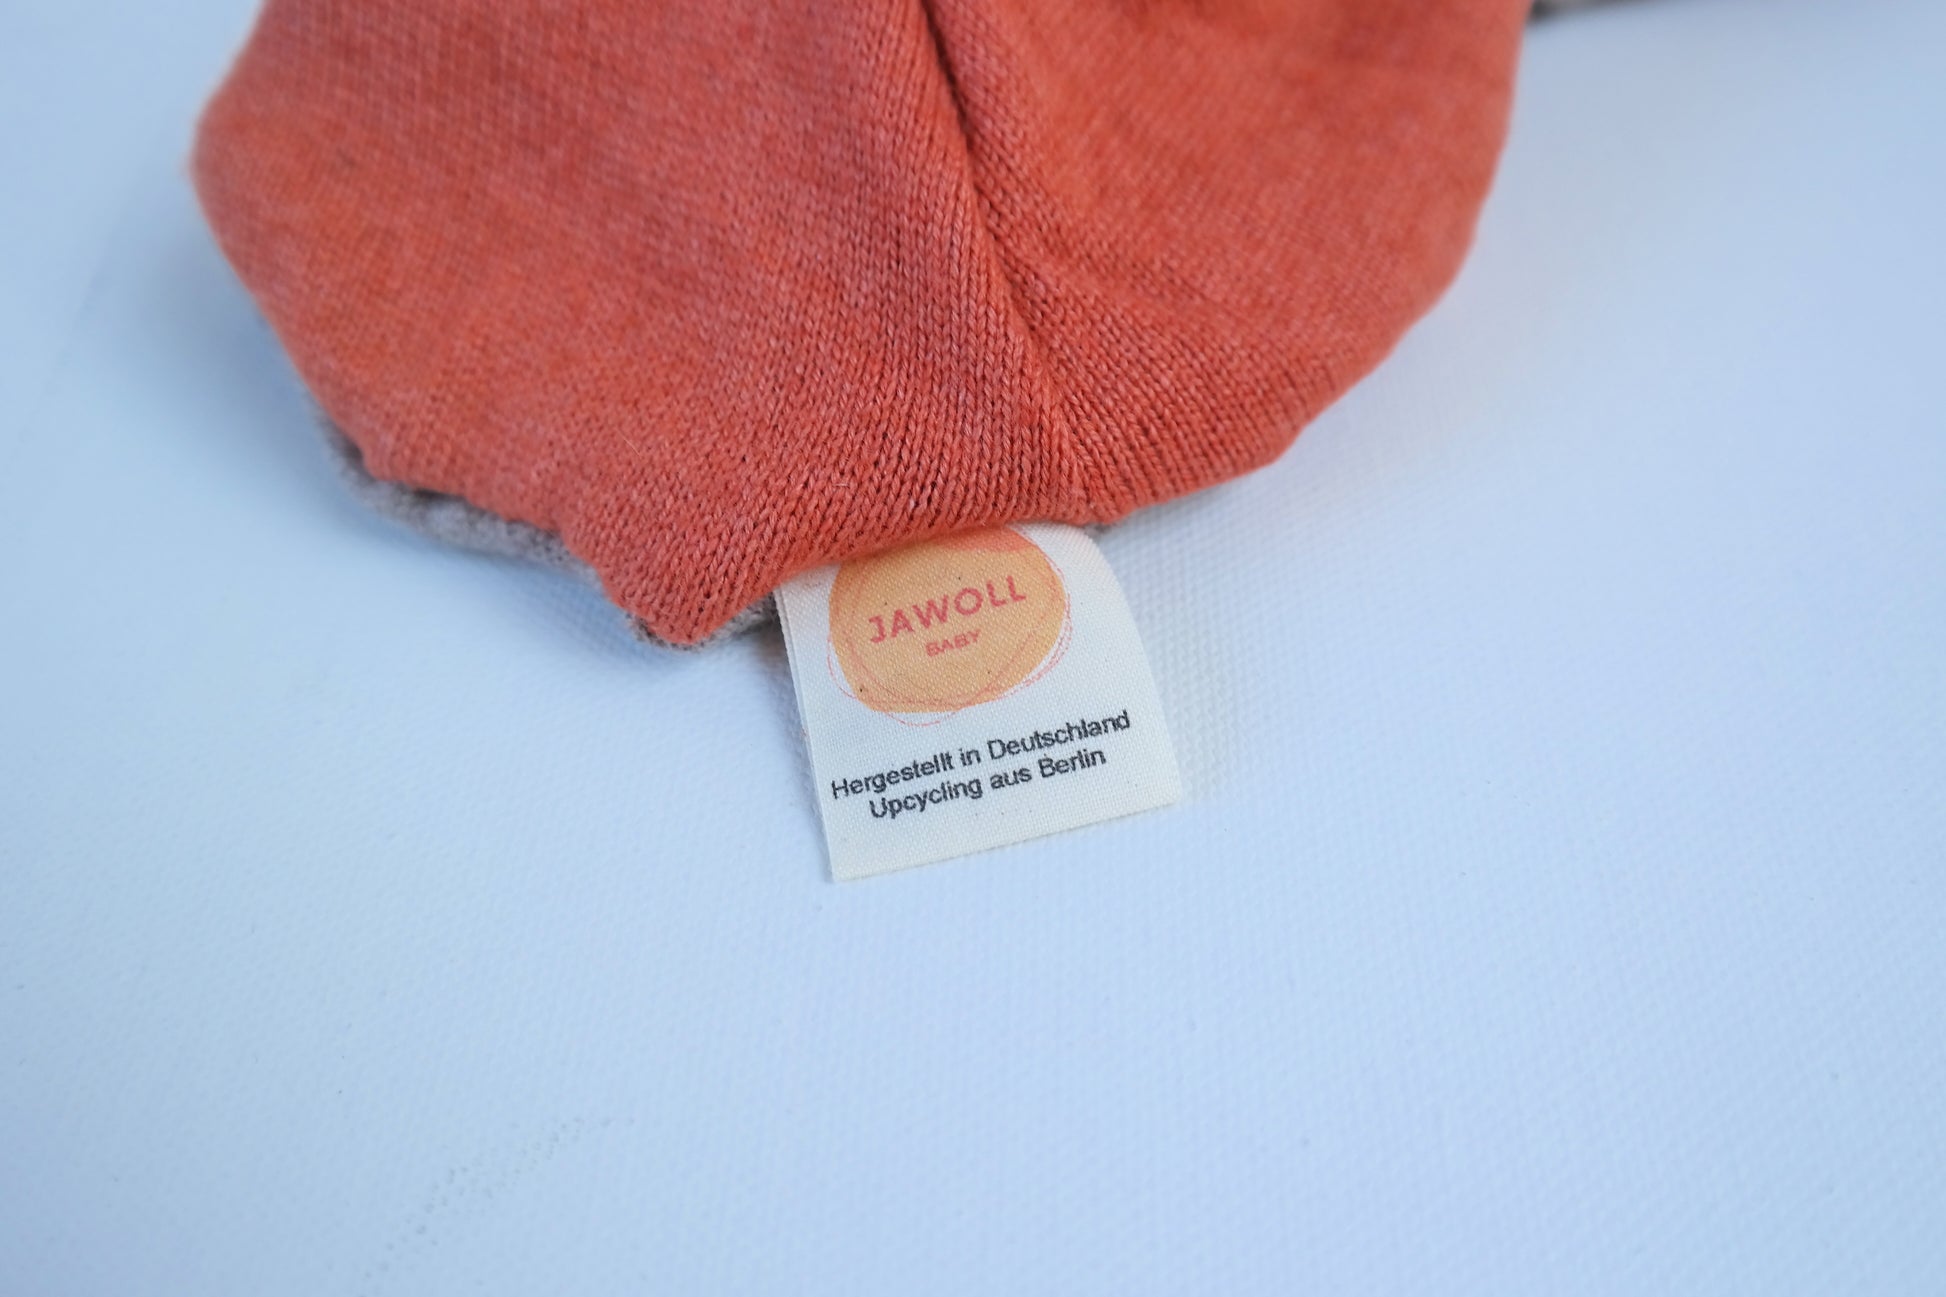 JAWOLL
BABY
Hergestellt in Deutschland
Upcycling aus Berlin